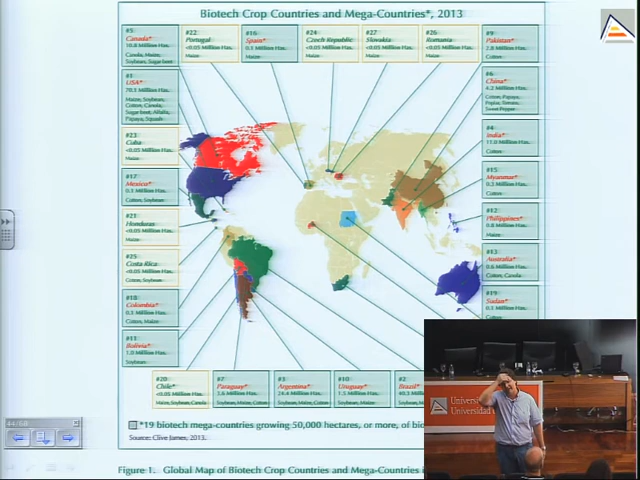 Biotech Crop Countries and Mega-Countries*, 2013
#5
Canada*
10.8 Million Has.
Canola, Maize,
Soybean, Sugar beet
#22
Portugal
<0.05 Million Has.
Maize
#16
Spain*
0.1 Million Has.
Maize
#24
Czech Republic
<0.05 Million Has.
Maize
#27
Slovakia
<0.05 Million Has.
Maize
#26
Romania
<0.05 Million Has.
Maize
#9
Pakistan*
2.8 Million Has.
Cotton
#1
USA*
70.1 Million Has.
Maize, Soybean,
Cotton, Canola,
Sugar beet, Alfalfa,
Papaya, Squash
#6
China*
4.2 Million Has.
Cotton, Papaya,
Poplar, Tomato,
Sweet Pepper
#23
Cuba
<0.05 Million Has.
Maize
#4
India*
11.0 Million Has.
Cotton
#17
Mexico*
0.1 Million Has.
Cotton, Soybean
#15
Myanmar*
0.3 Million Has.
Cotton
#21
Honduras
<0.05 Million Has.
Maize
#12
Philippines*
0.8 Million Has.
Maize
#25
Costa Rica
<0.05 Million Has.
Cotton, Soybean
#13
Australia*
0.6 Million Has.
Cotton, Canola
#18
Colombia*
0.1 Million Has.
Cotton, Maize
#19
Sudan*
#11
Bolivia*
1.0 Million Has.
Soybean
#20
Chile*
<0.05 Million Has.
Maize, Soybean, Canola
#7
Paraguay*
3.6 Million Has.
Soybean, Maize, Cotton
#3
Argentina*
24.4 Million Has.
Soybean, Maize, Cotton
#10
Uruguay*
1.5 Million Has.
Soybean, Maize
#2
Brazil*
40.3
*19 biotech mega-countries growing 50,000 hectares, or more, of bio
Source: Clive James, 2013.
Figure 1. Global Map of Biotech Crop Countries and Mega-Countries
44/68
Univers
Universidad